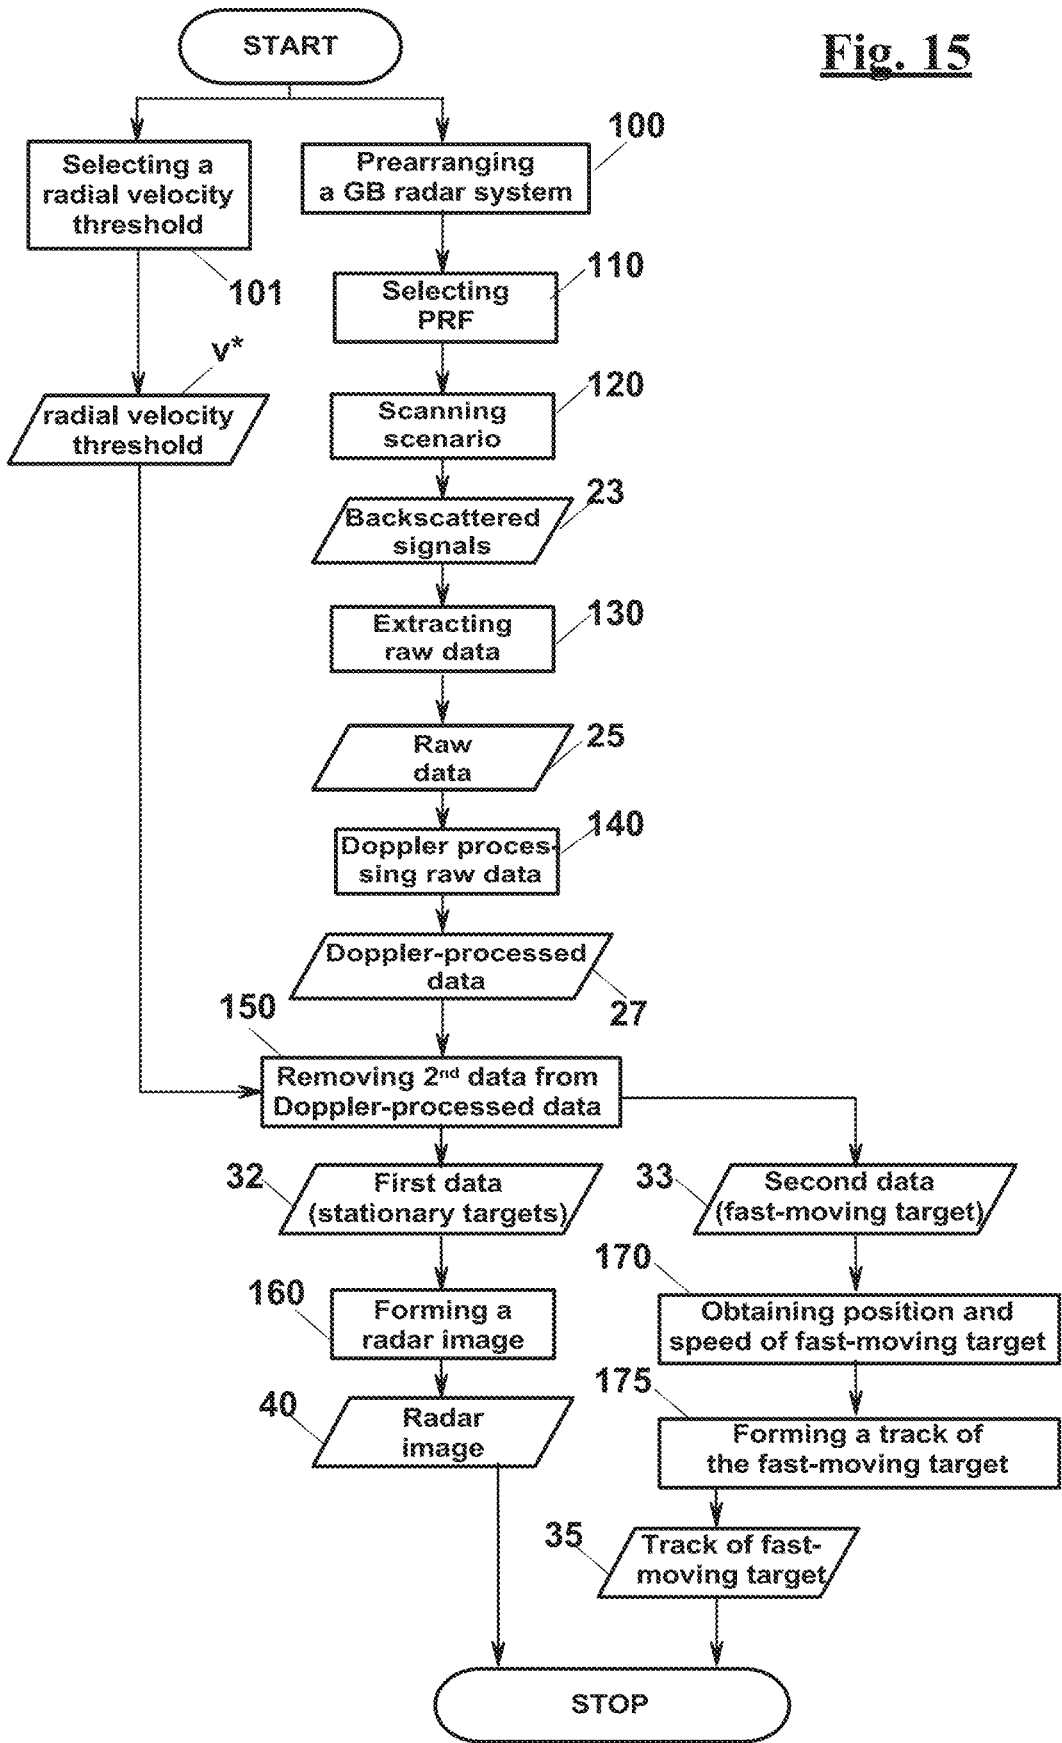 START
Fig. 15
Selecting a
radial velocity
threshold
101
Prearranging
a GB radar system
100
Selecting
PRF
110
v*
radial velocity
threshold
Scanning
scenario
120
Backscattered
signals
23
Extracting
raw data
130
Raw
data
25
Doppler proces-
sing raw data
140
Doppler-processed
data
27
150
Removing 2nd data from
Doppler-processed data
32
First data
(stationary targets)
33
Second data
(fast-moving target)
160
Forming a
radar image
170
Obtaining position and
speed of fast-moving target
40
Radar
image
175
Forming a track of
the fast-moving target
35
Track of fast-
moving target
STOP